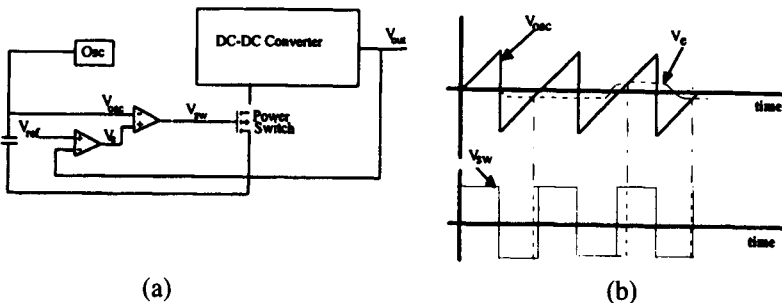 Osc
DC-DC Converter
Vout
Vosc
Vsw
Power
Switch
Vref
Ve
(a)
Vosc
Ve
time
Vsw
time
(b)